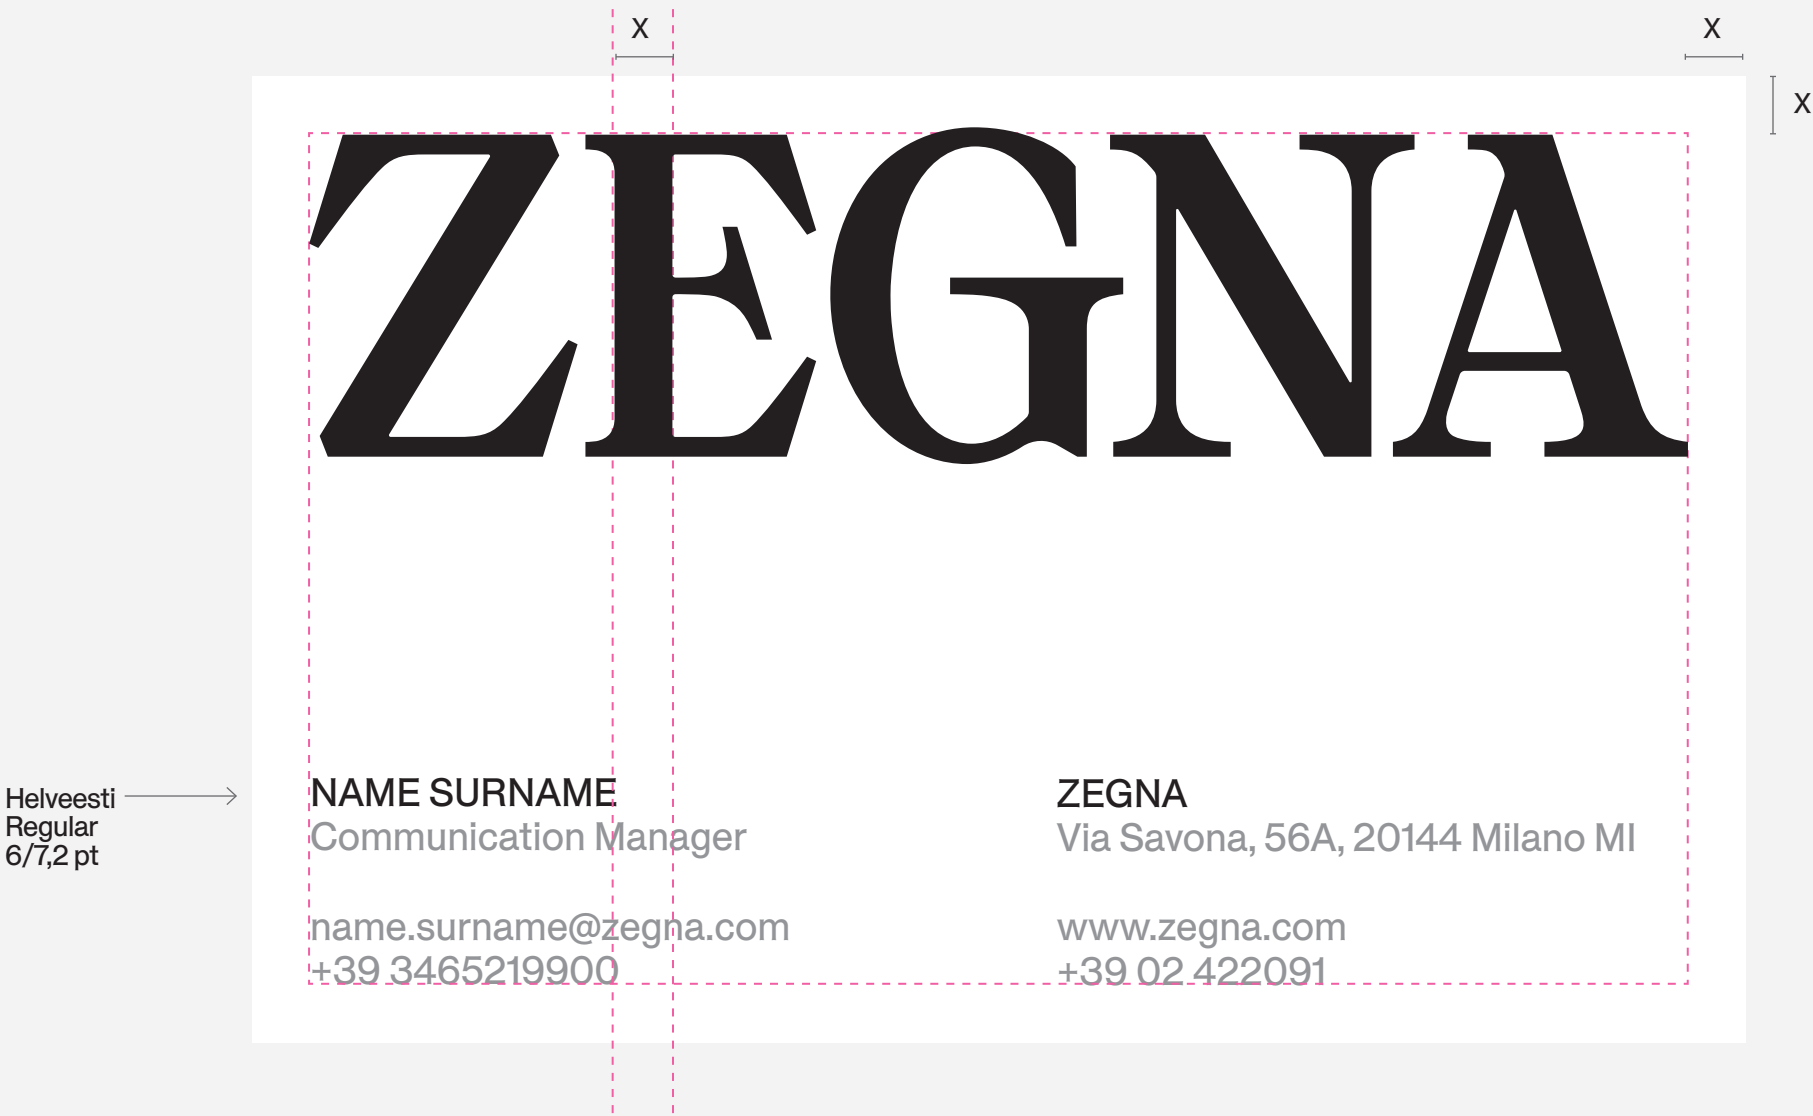 X
X
X
ZEGNA
Helveesti
Regular
6/7,2 pt
NAME SURNAME
Communication Manager
name.surname@zegna.com
+39 3465219900
ZEGNA
Via Savona, 56A, 20144 Milano MI
www.zegna.com
+39 02 422091